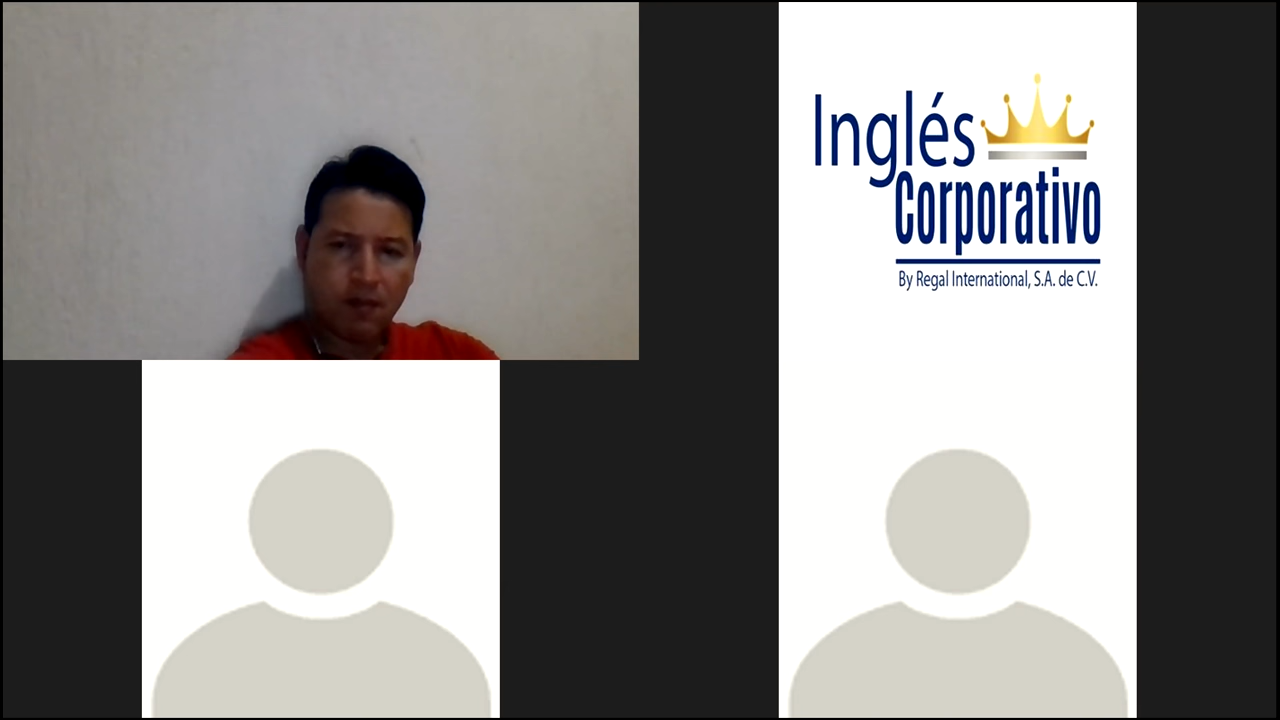 Inglés
Corporativo
By Regal International, S.A. de C.V.